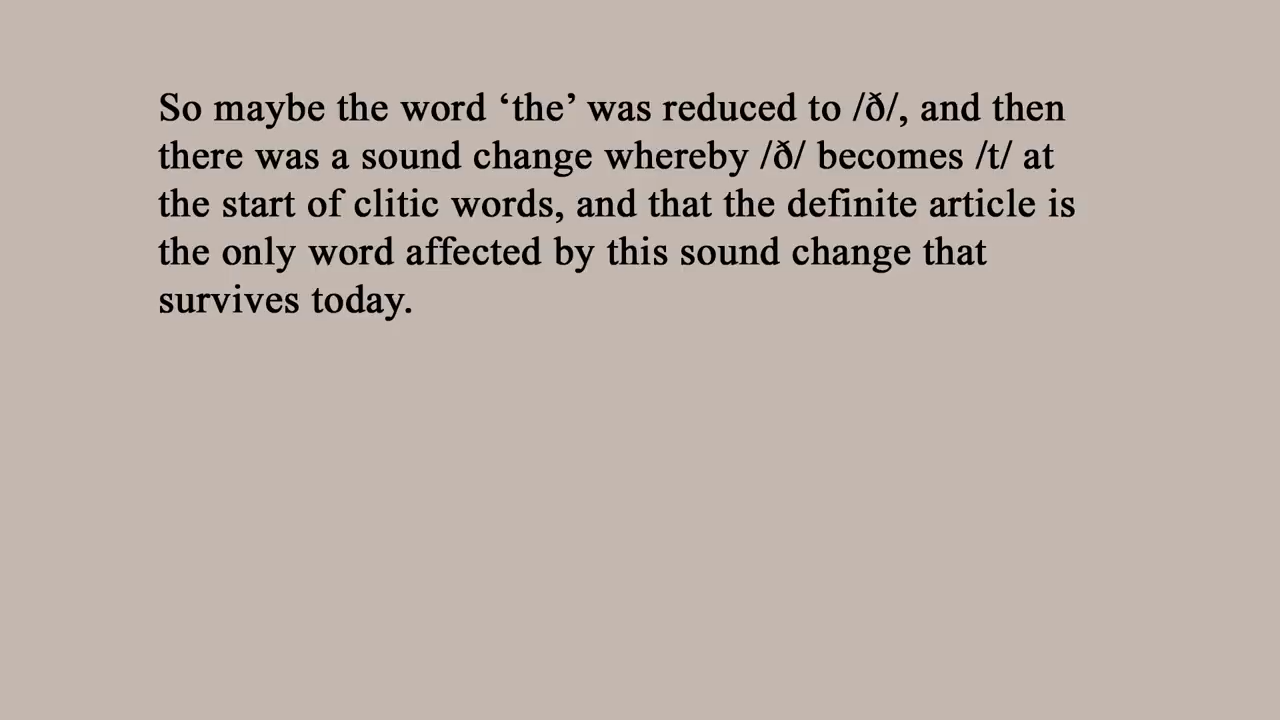 So maybe the word ‘the’ was reduced to /ð/, and then
there was a sound change whereby /ð/ becomes /t/ at
the start of clitic words, and that the definite article is
the only word affected by this sound change that
survives today.